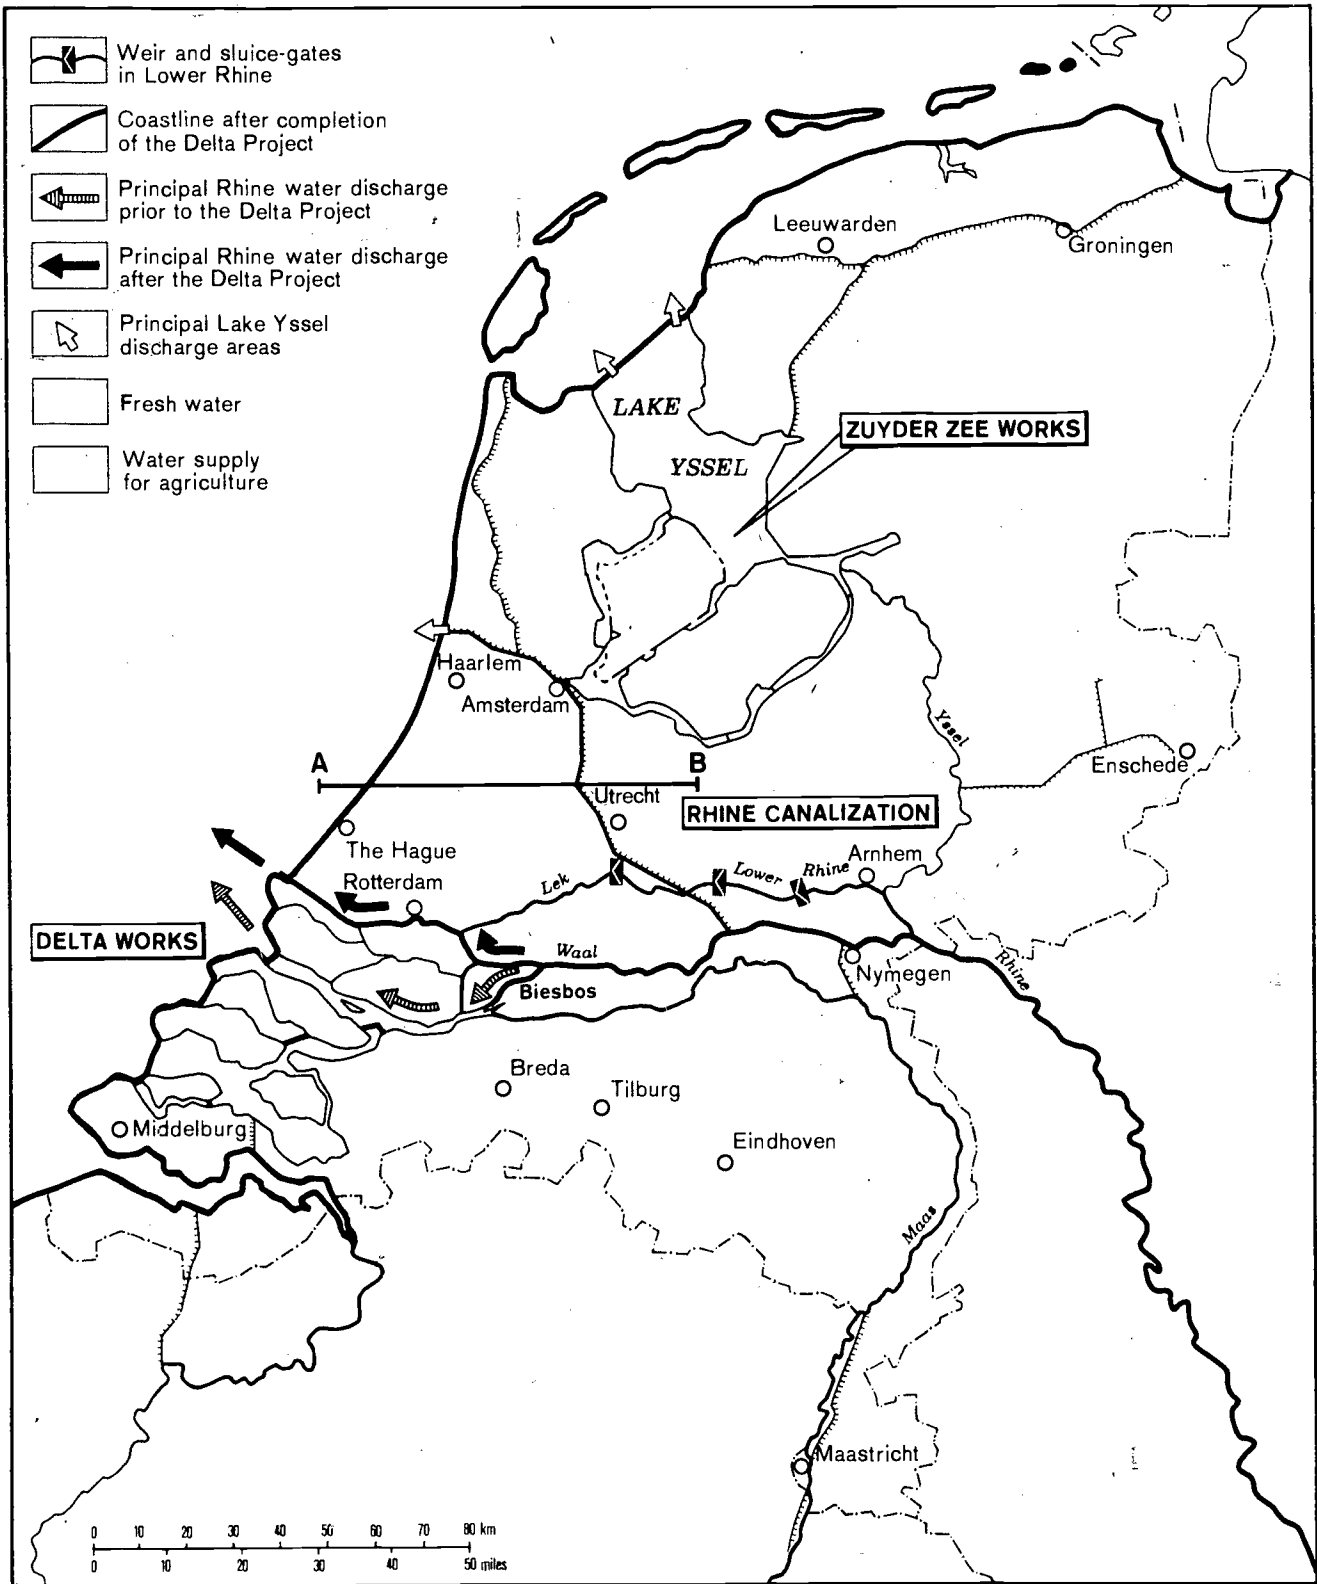 Weir and sluice-gates
in Lower Rhine
Coastline after completion
of the Delta Project
Principal Rhine water discharge
prior to the Delta Project
Principal Rhine water discharge
after the Delta Project
Principal Lake Yssel
discharge areas
Fresh water
Water supply
for agriculture
Leeuwarden
Groningen
LAKE
YSSEL
ZUYDER ZEE WORKS
Haarlem
Amsterdam
Yssel
Enschede
A
B
Utrecht
RHINE CANALIZATION
The Hague
Rotterdam
Lek
Lower Rhine
Arnhem
DELTA WORKS
Waal
Biesbos
Nymegen
Rhine
Breda
Tilburg
Middelburg
Eindhoven
Maas
Maastricht
0 10 20 30 40 50 60 70 80 km
0 10 20 30 40 50 miles